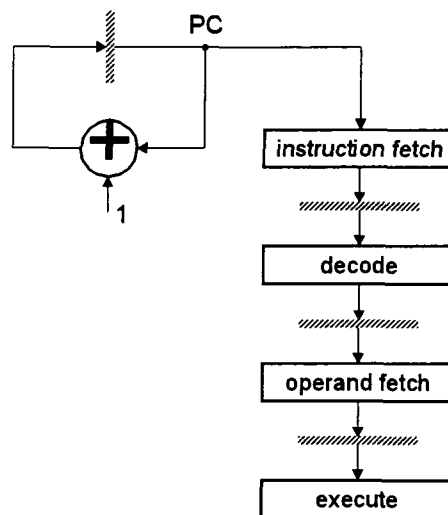 PC
instruction fetch
1
decode
operand fetch
execute